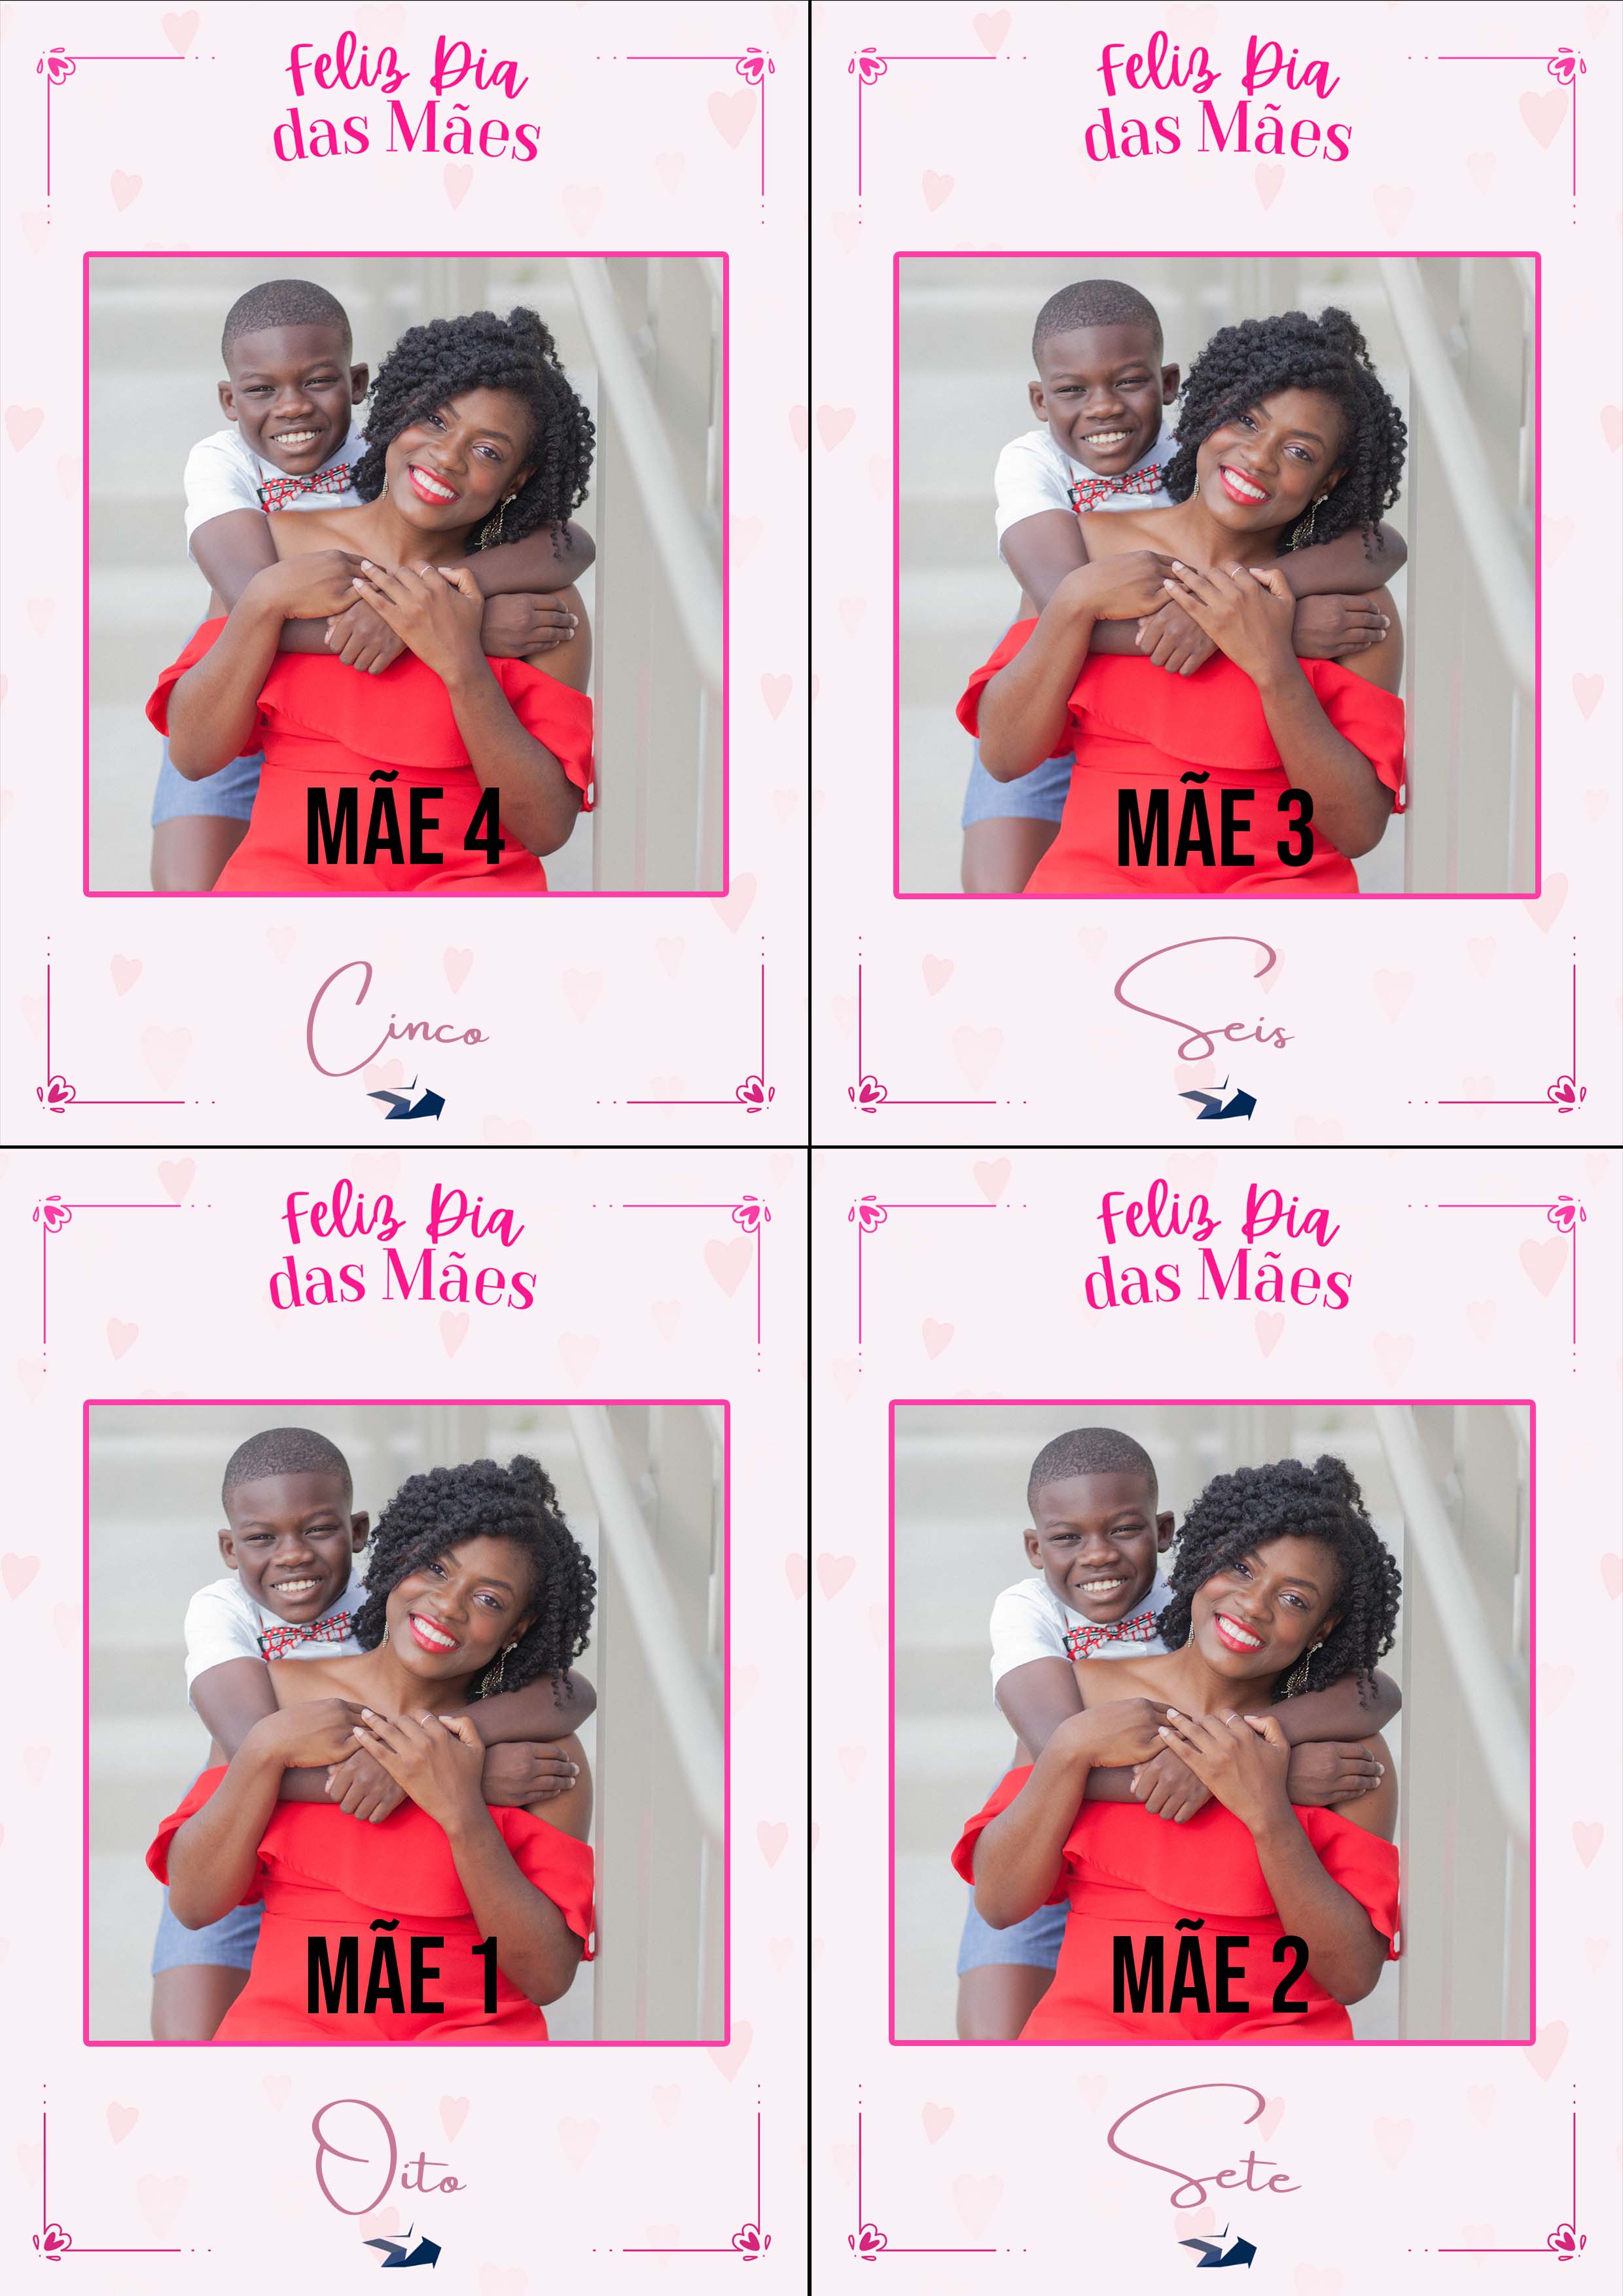 Feliz Dia
das Mães
MÃE 4
Cinco
Feliz Dia
das Mães
MÃE 3
Seis
Feliz Dia
das Mães
MÃE 1
Oito
Feliz Dia
das Mães
MÃE 2
Sete